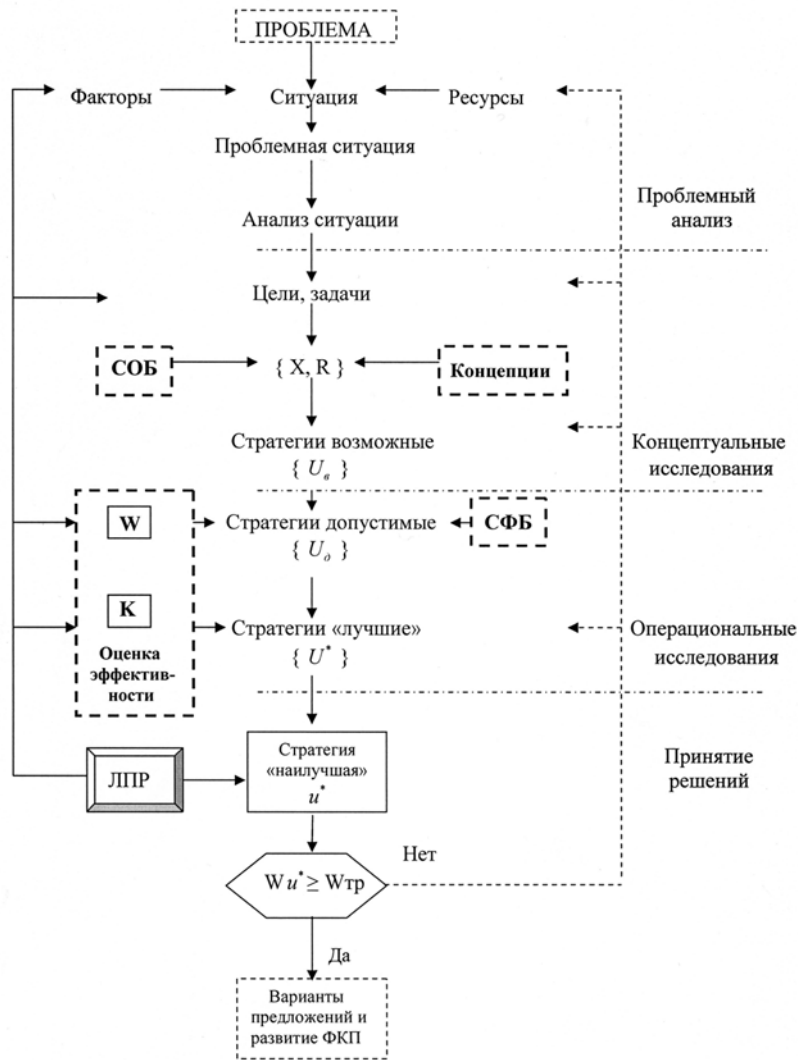 ПРОБЛЕМА
Факторы
Ситуация
Ресурсы
Проблемная ситуация
Анализ ситуации
Проблемный
анализ
Цели, задачи
СОБ
{ X, R }
Концепции
Стратегии возможные
{ Uв }
Концептуальные
исследования
W
Стратегии допустимые
{ Uд }
СФБ
K
Оценка
эффектив-
ности
Стратегии «лучшие»
{ U* }
Операциональные
исследования
ЛПР
Стратегия
«наилучшая»
u*
Принятие
решений
W u* ≥ Wтр
Нет
Да
Варианты
предложений и
развитие ФКП